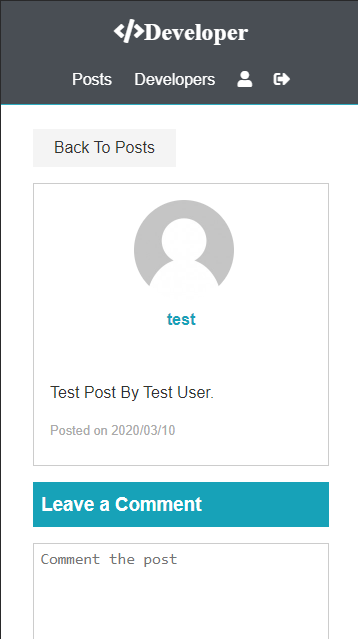 </>Developer
Posts Developers
Back To Posts
test
Test Post By Test User.
Posted on 2020/03/10
Leave a Comment
Comment the post